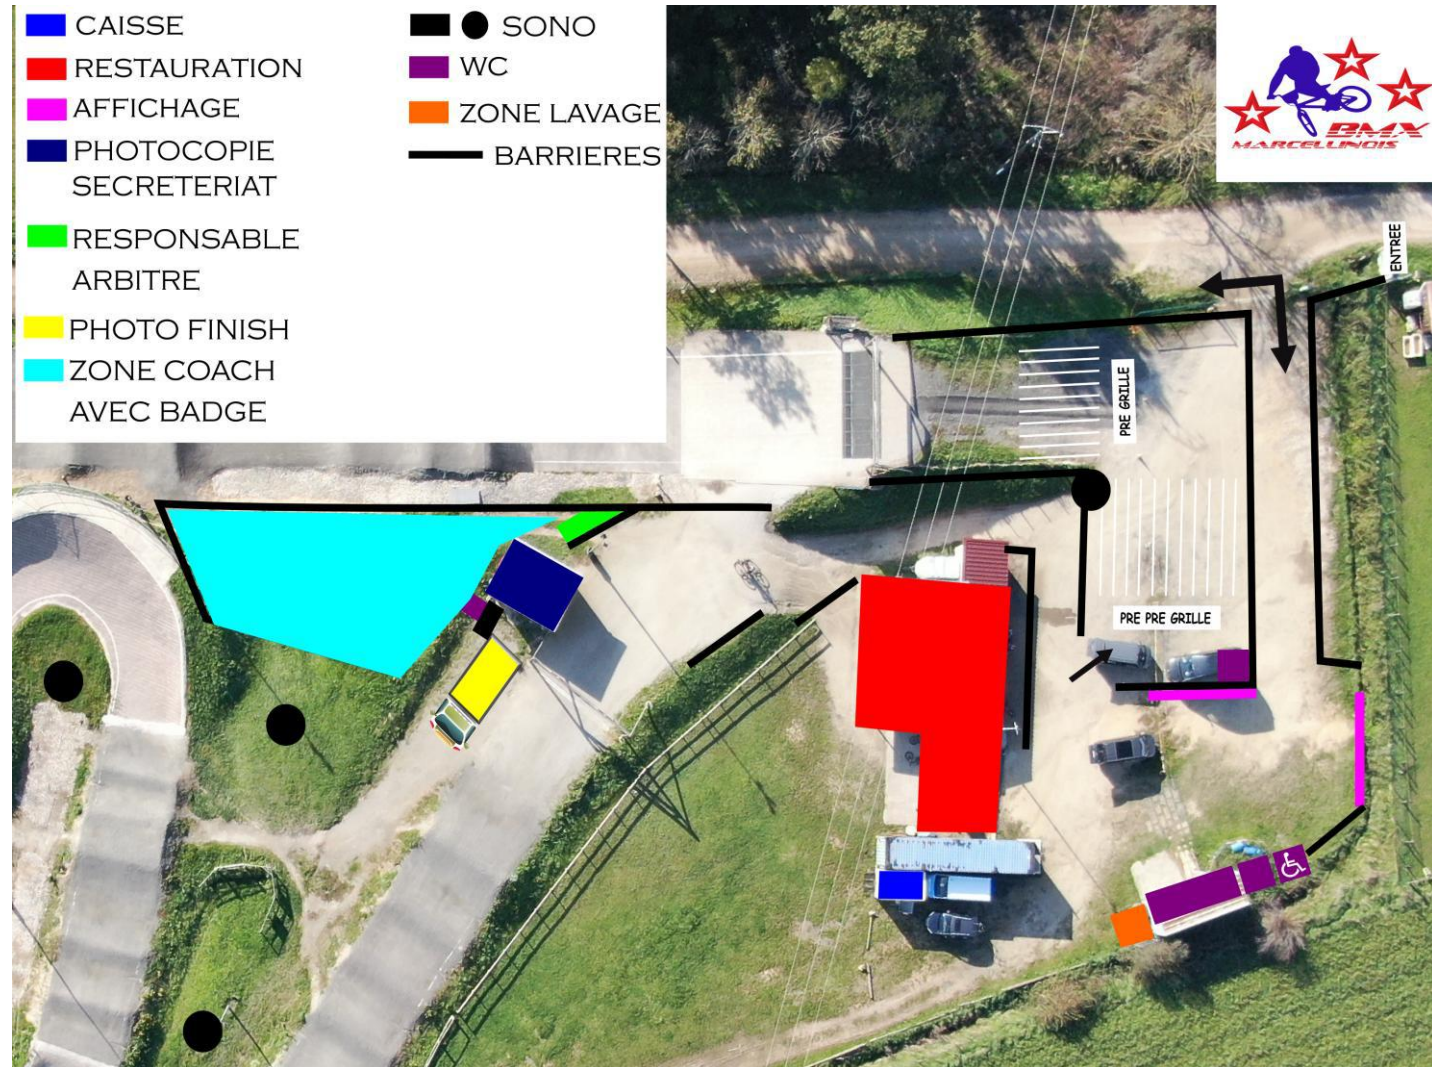 CAISSE
RESTAURATION
AFFICHAGE
PHOTOCOPIE
SECRETERIAT
RESPONSABLE
ARBITRE
PHOTO FINISH
ZONE COACH
AVEC BADGE
SONO
WC
ZONE LAVAGE
BARRIERES
BMX
MARCELLINOIS
ENTREE
PRE GRILLE
PRE PRE GRILLE